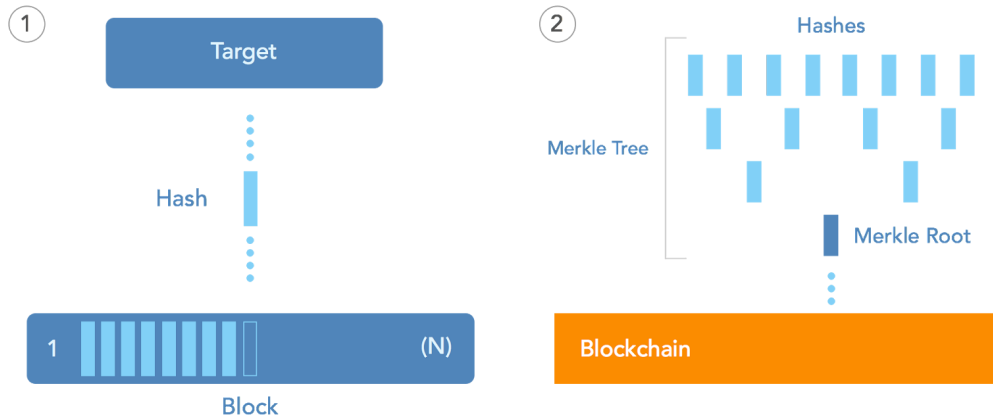 1
Target
Hash
1
(N)
Block
2
Hashes
Merkle Tree
Merkle Root
Blockchain